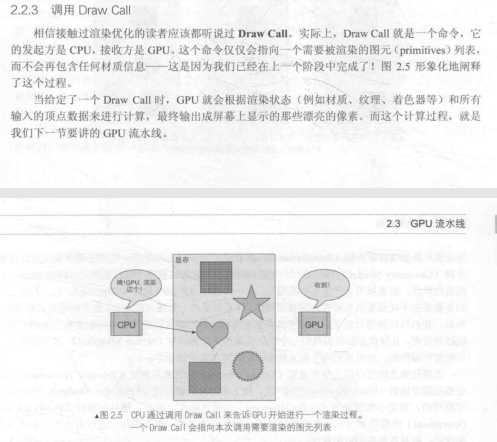 2.2.3 调用 Draw Call
相信接触过渲染优化的读者应该都听说过 Draw Call。实际上，Draw Call 就是一个命令，它
的发起方是 CPU，接收方是 GPU。这个命令仅仅会指向一个需要被渲染的图元（primitives）列表，
而不会再包含任何材质信息——这是因为我们已经在上一个阶段中完成了！图 2.5 形象化地阐释
了这个过程。
当给定了一个 Draw Call 时，GPU 就会根据渲染状态（例如材质、纹理、着色器等）和所有
输入的顶点数据来进行计算，最终输出成屏幕上显示的那些漂亮的像素。而这个计算过程，就是
我们下一节要讲的 GPU 流水线。
2.3 GPU 流水线
显存
嘿!GPU, 渲染
这个!
收到!
CPU
GPU
▲图 2.5 CPU 通过调用 Draw Call 来告诉 GPU 开始进行一个渲染过程。
一个 Draw Call 会指向本次调用需要渲染的图元列表